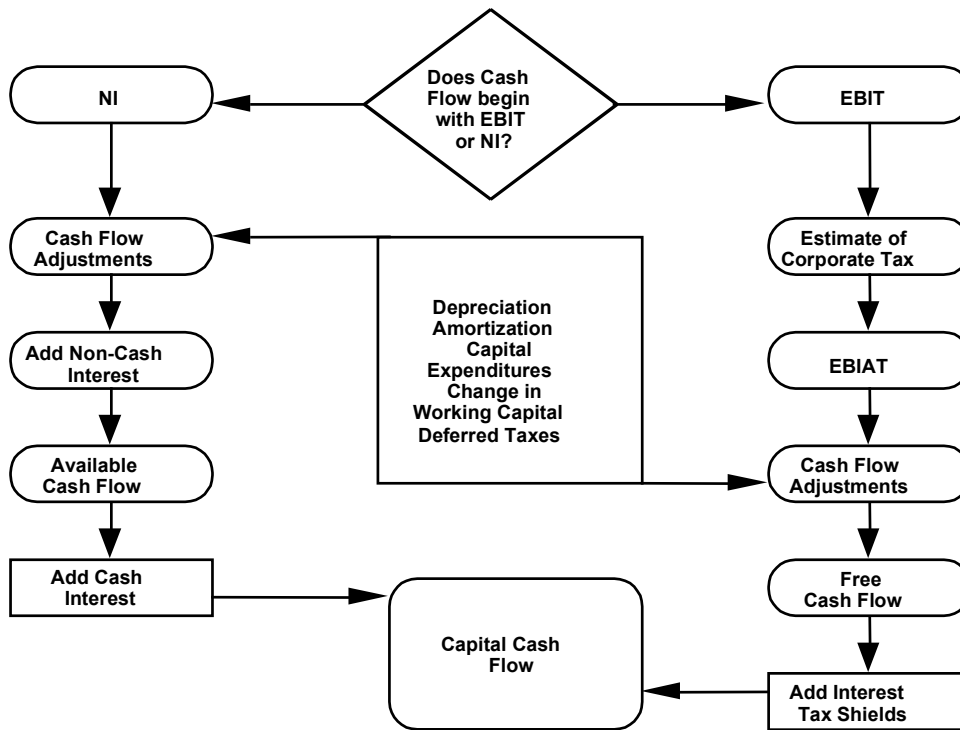 Does Cash
Flow begin
with EBIT
or NI?
NI
Cash Flow
Adjustments
Add Non-Cash
Interest
Available
Cash Flow
Add Cash
Interest
Depreciation
Amortization
Capital
Expenditures
Change in
Working Capital
Deferred Taxes
EBIT
Estimate of
Corporate Tax
EBIAT
Cash Flow
Adjustments
Free
Cash Flow
Add Interest
Tax Shields
Capital Cash
Flow